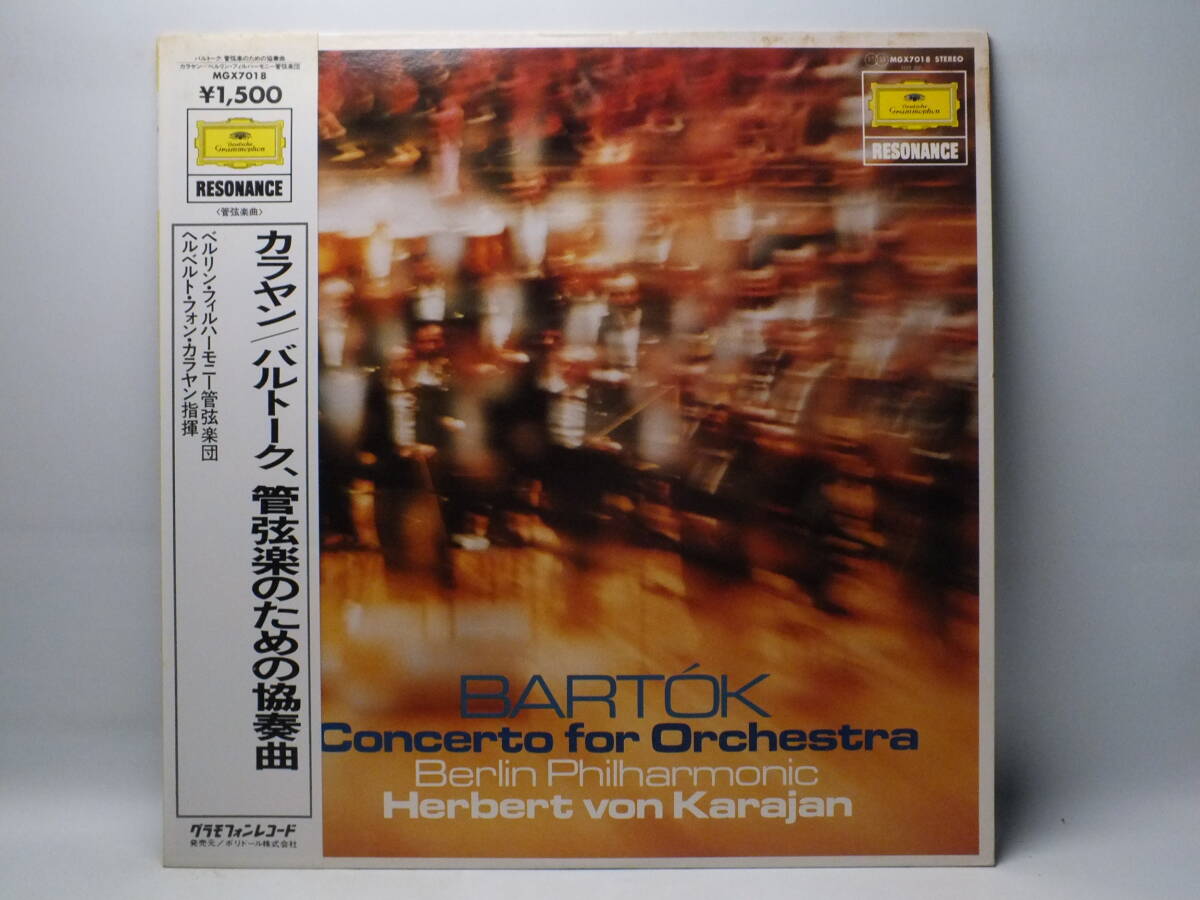 バルトーク 管弦楽のための協奏曲
カラヤン/ベルリン・フィルハーモニー管弦楽団
MGX7018
¥1,500
Deutsche
Grammophon
RESONANCE
〈管弦楽曲〉
カラヤン/バルトーク、管弦楽のための協奏曲
ベルリン・フィルハーモニー管弦楽団
ヘルベルト・フォン・カラヤン指揮
グラモフォンレコード
発売元/ポリドール株式会社
MGX7018 STEREO
Deutsche
Grammophon
RESONANCE
BARTÓK
Concerto for Orchestra
Berlin Philharmonic
Herbert von Karajan